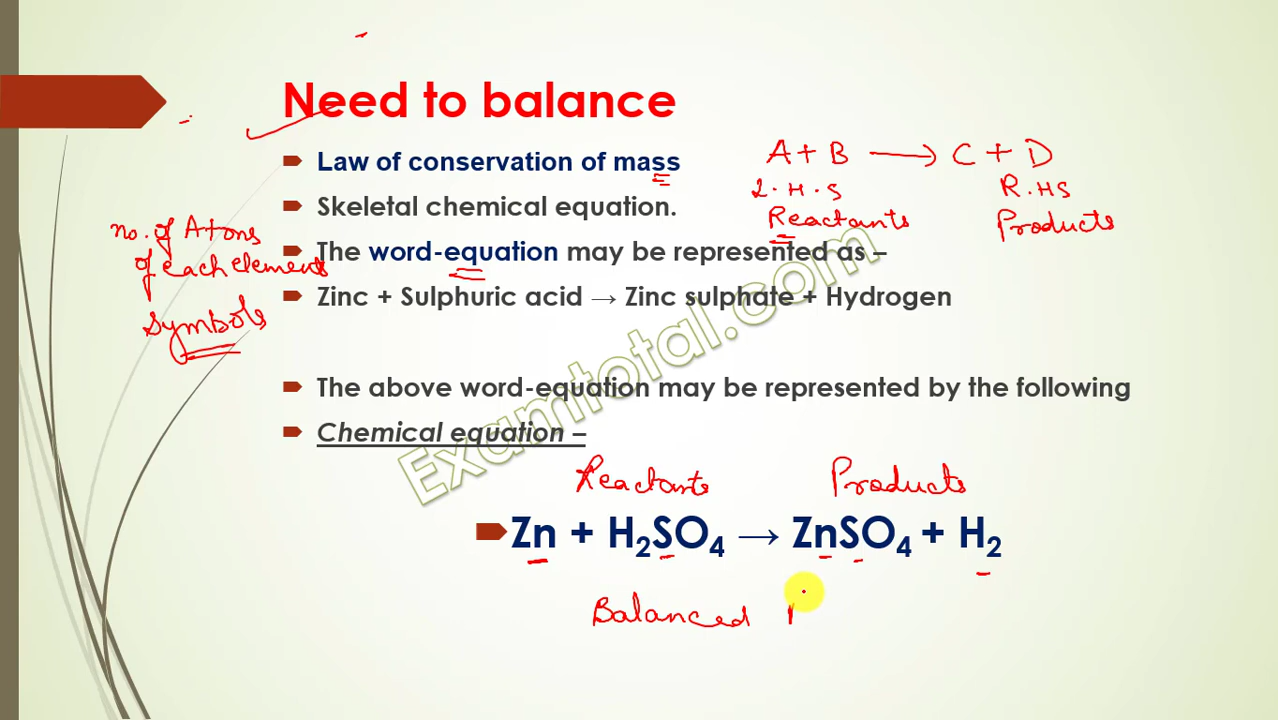 Need to balance
Law of conservation of mass
A + B → C + D
L.H.S R.HS
Reactants Products
Skeletal chemical equation.
no. of Atoms
of each element
Symbols
The word-equation may be represented as –
Zinc + Sulphuric acid → Zinc sulphate + Hydrogen
The above word-equation may be represented by the following
Chemical equation –
Reactants Products
Zn + H₂SO₄ → ZnSO₄ + H₂
Balanced
Examtotal.com